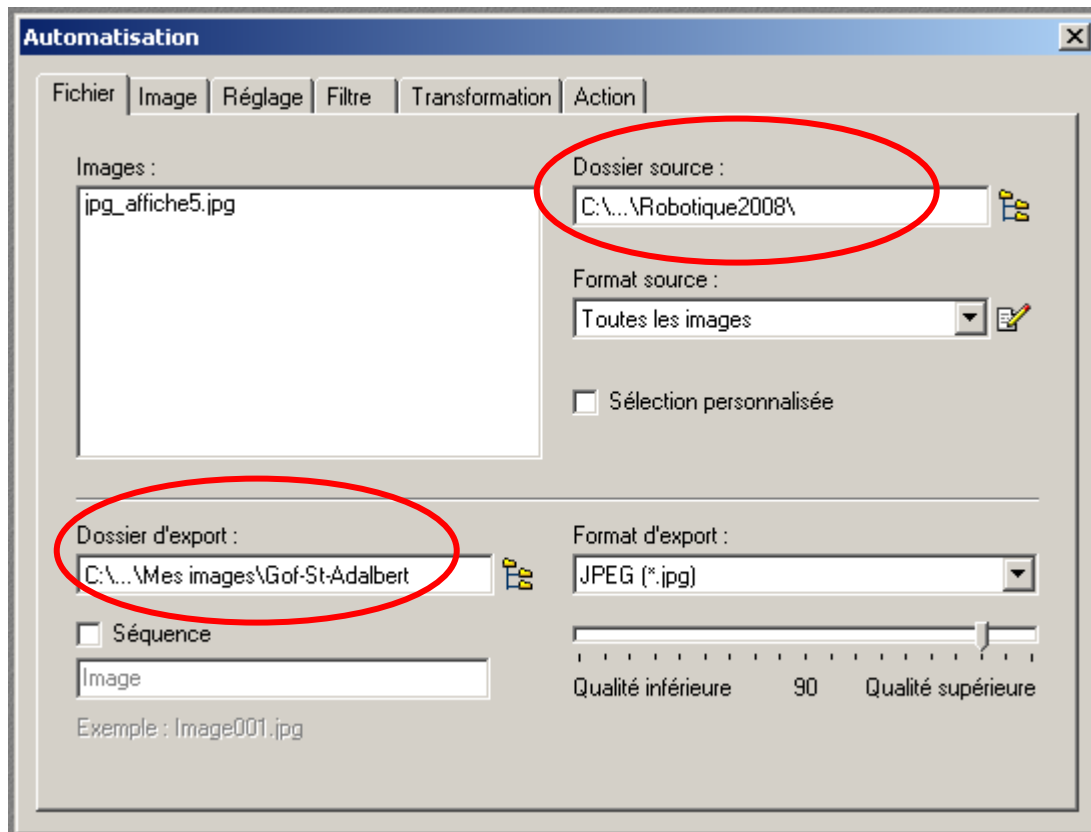 Automatisation
Fichier Image Réglage Filtre Transformation Action
Images :
jpg_affiche5.jpg
Dossier source :
C:\...\Robotique2008\
Format source :
Toutes les images
Sélection personnalisée
Dossier d'export :
C:\...\Mes images\Gof-St-Adalbert
Séquence
Image
Exemple : Image001.jpg
Format d'export :
JPEG (*.jpg)
Qualité inférieure 90 Qualité supérieure